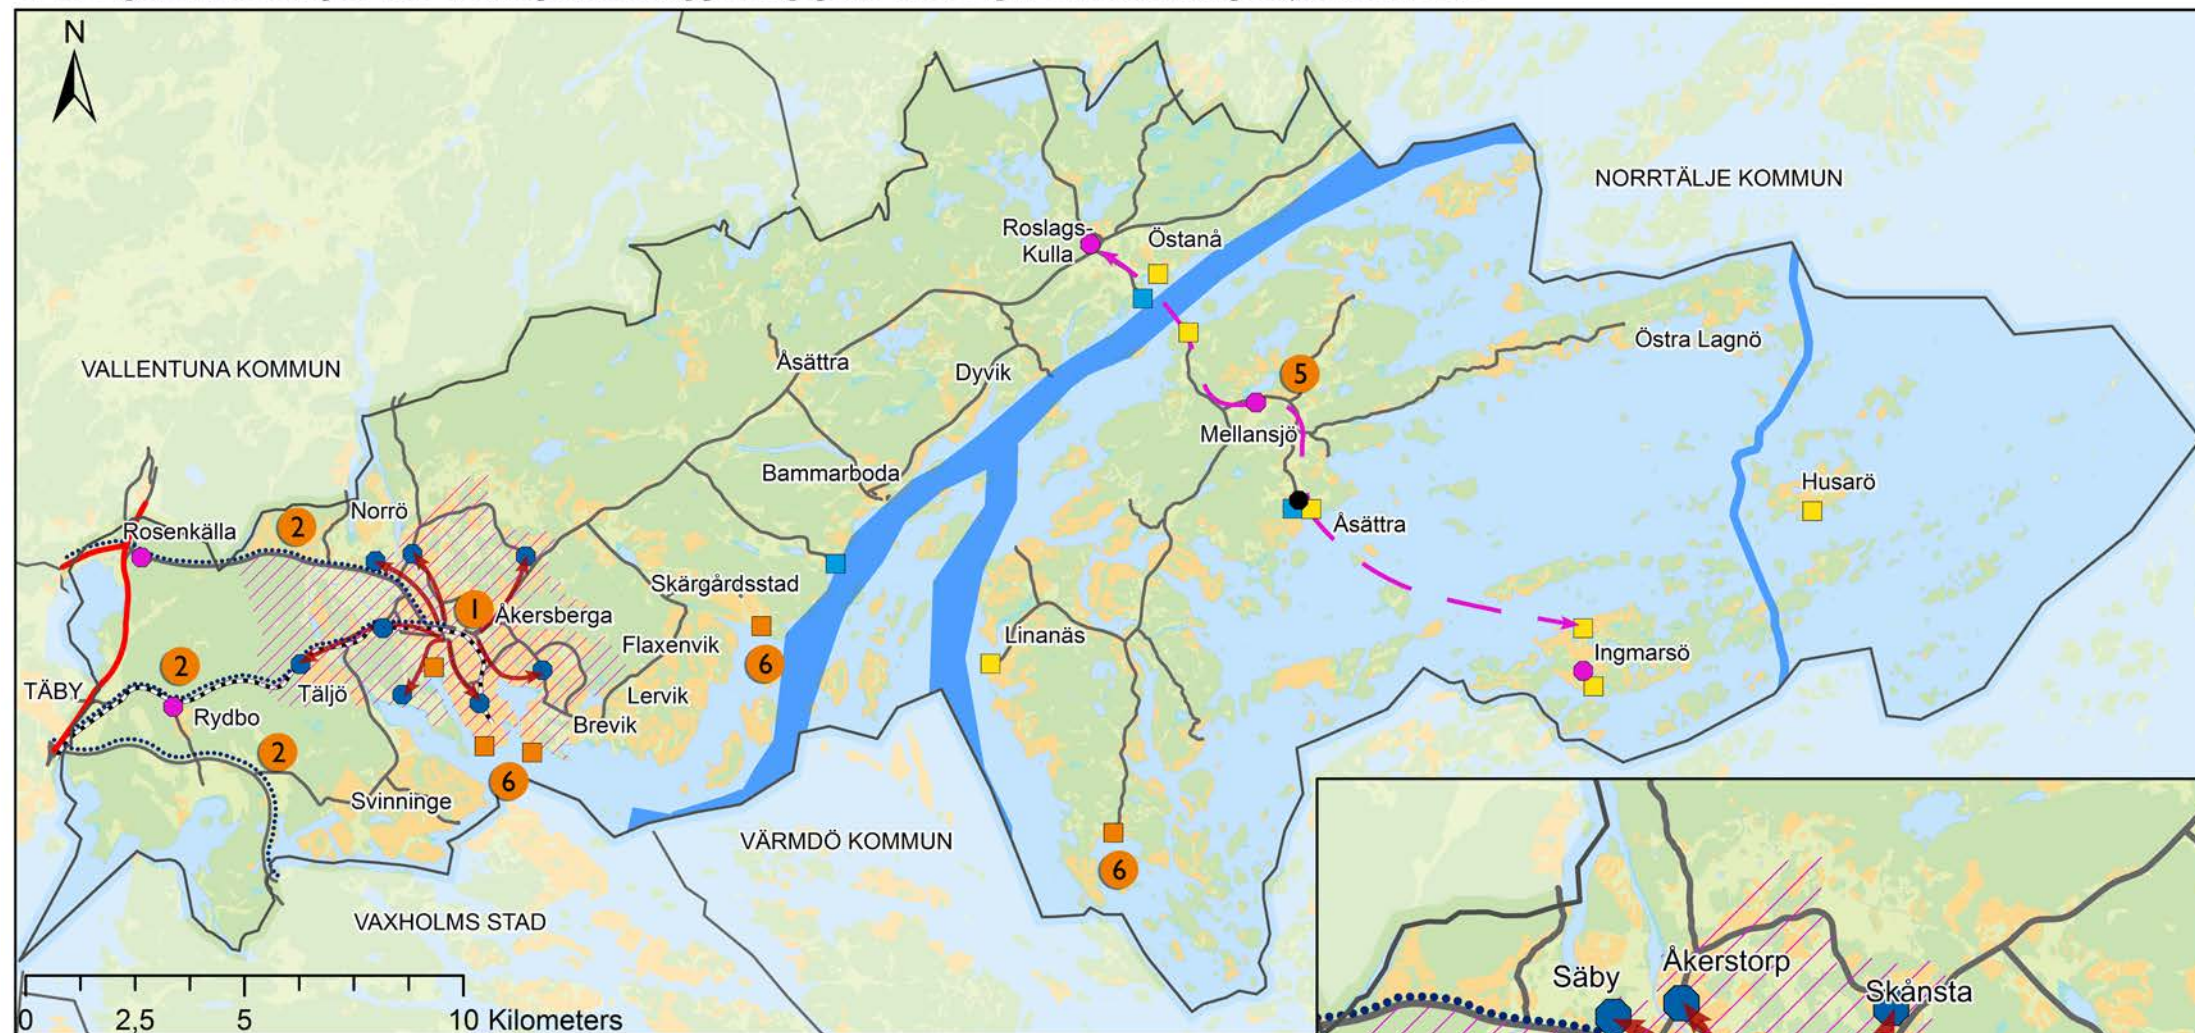 N
NORRTÄLJE KOMMUN
Roslags-
Kulla
Östanå
VALLENTUNA KOMMUN
Åsättra
Dyvik
5
Östra Lagnö
Mellansjö
Bammarboda
Husarö
Norrö
2
Rosenkälla
Åsättra
Skärgårdsstad
1
Åkersberga
Flaxenvik
Linanäs
6
Ingmarsö
2
TÄBY
Täljö
Lervik
Rydbo
Brevik
2
6
Svinninge
VÄRMDÖ KOMMUN
6
VAXHOLMS STAD
Säby
Åkerstorp
Skånsta
0 2,5 5 10 Kilometers